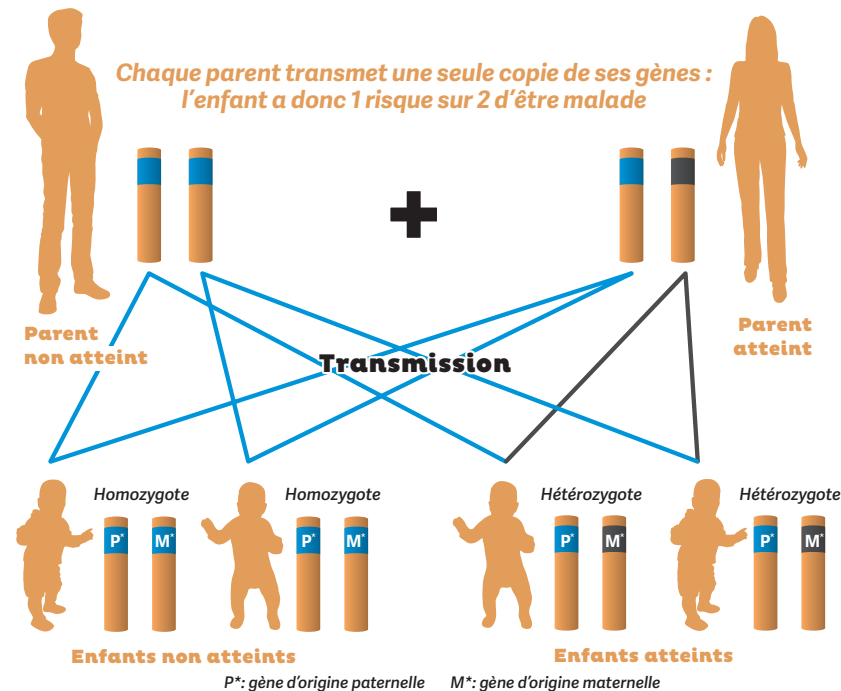 Chaque parent transmet une seule copie de ses gènes :
l'enfant a donc 1 risque sur 2 d'être malade
Parent
non atteint
Parent
atteint
Transmission
Homozygote
Homozygote
Hétérozygote
Hétérozygote
P* M*
P* M*
P* M*
P* M*
Enfants non atteints
Enfants atteints
P*: gène d'origine paternelle M*: gène d'origine maternelle